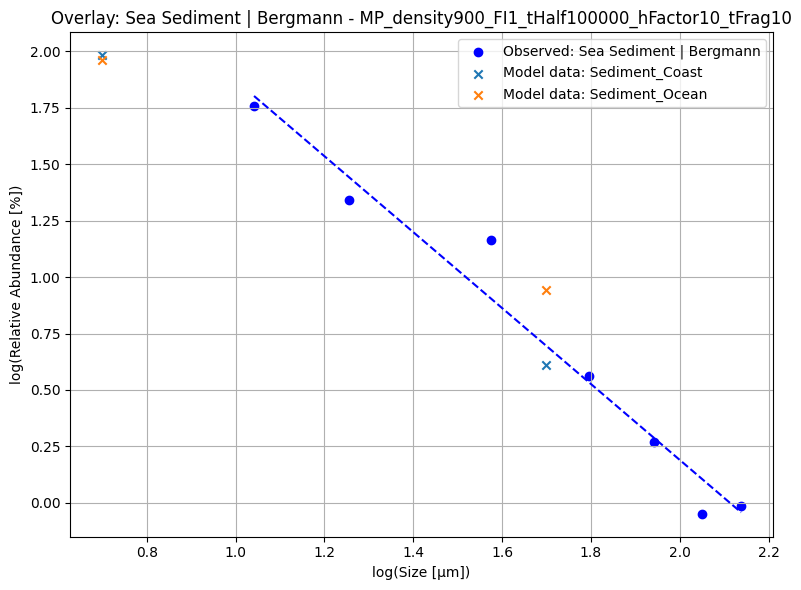 Overlay: Sea Sediment | Bergmann - MP_density900_FI1_tHalf100000_hFactor10_tFrag10
Observed: Sea Sediment | Bergmann
Model data: Sediment_Coast
Model data: Sediment_Ocean
log(Relative Abundance [%])
2.00
1.75
1.50
1.25
1.00
0.75
0.50
0.25
0.00
0.8
1.0
1.2
1.4
1.6
1.8
2.0
2.2
log(Size [µm])